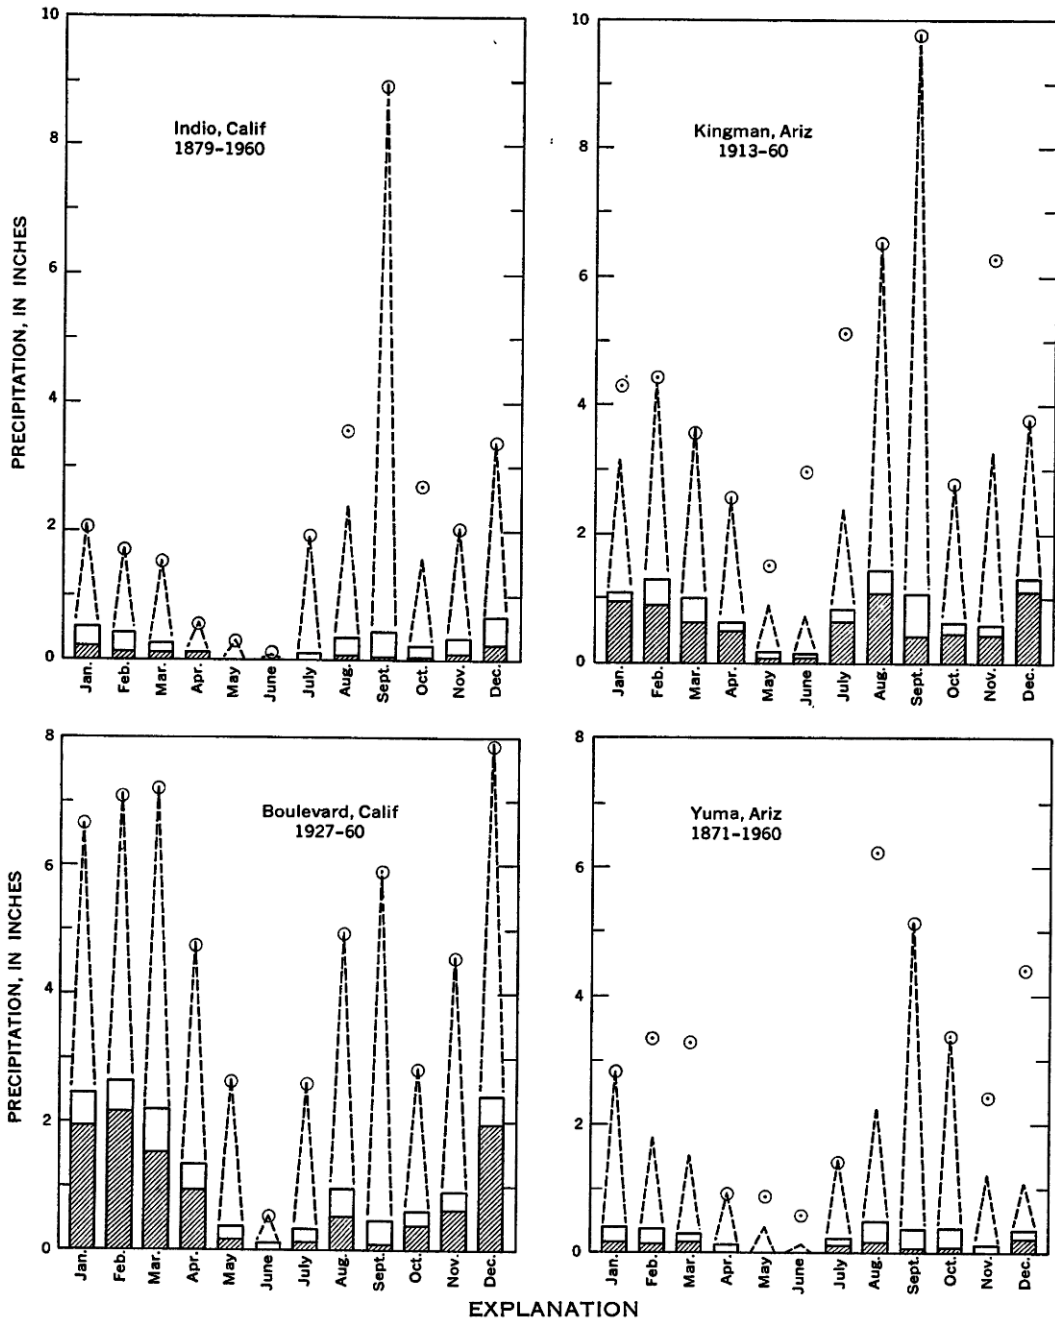 PRECIPITATION, IN INCHES
10
8
6
4
2
0
Indio, Calif
1879-1960
Jan.
Feb.
Mar.
Apr.
May
June
July
Aug.
Sept.
Oct.
Nov.
Dec.
10
8
6
4
2
0
Kingman, Ariz
1913-60
Jan.
Feb.
Mar.
Apr.
May
June
July
Aug.
Sept.
Oct.
Nov.
Dec.
PRECIPITATION, IN INCHES
8
6
4
2
0
Boulevard, Calif
1927-60
Jan.
Feb.
Mar.
Apr.
May
June
July
Aug.
Sept.
Oct.
Nov.
Dec.
8
6
4
2
0
Yuma, Ariz
1871-1960
Jan.
Feb.
Mar.
Apr.
May
June
July
Aug.
Sept.
Oct.
Nov.
Dec.
EXPLANATION